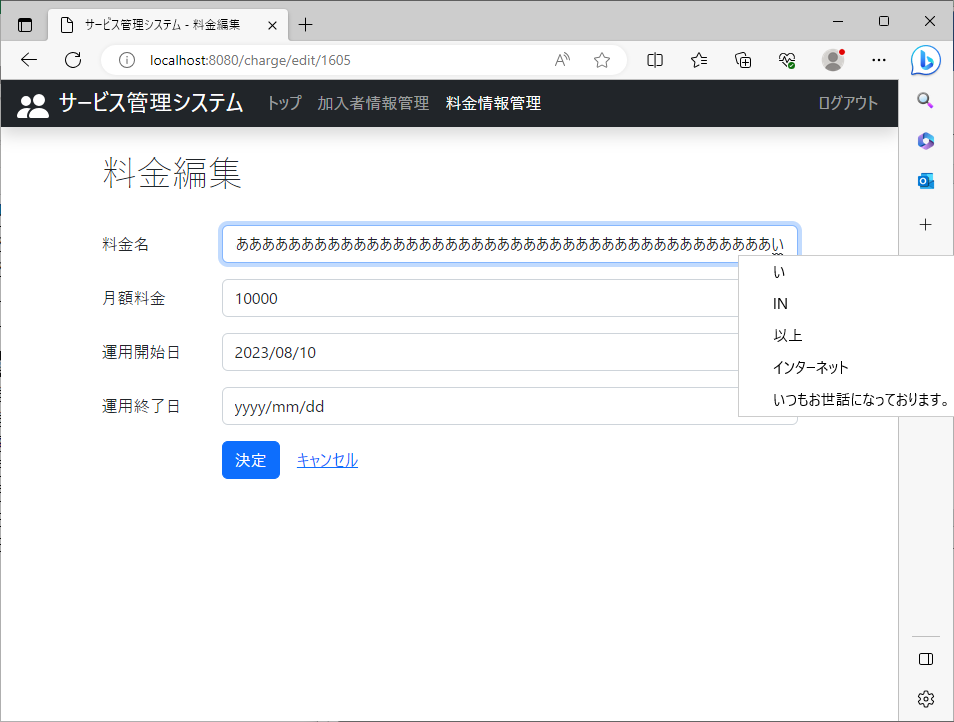 サービス管理システム - 料金編集
localhost:8080/charge/edit/1605
サービス管理システム トップ 加入者情報管理 料金情報管理 ログアウト
料金編集
料金名 あああああああああああああああああああああああああああああああああああああああああい
い
IN
月額料金 10000
以上
運用開始日 2023/08/10
インターネット
いつもお世話になっております。
運用終了日 yyyy/mm/dd
決定 キャンセル